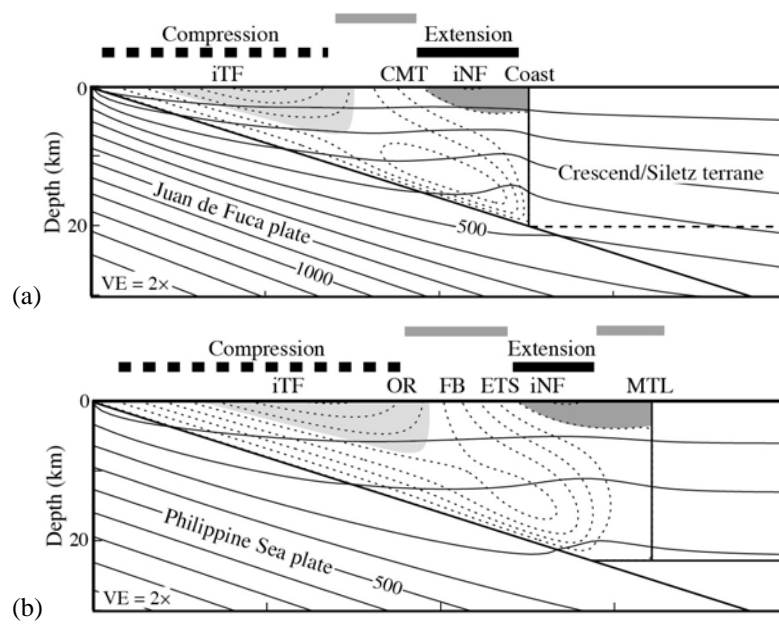 (a)
Compression
Extension
iTF
CMT
iNF
Coast
0
Depth (km)
20
Juan de Fuca plate
500
1000
Crescend/Siletz terrane
VE = 2×
(b)
Compression
Extension
iTF
OR
FB
ETS
iNF
MTL
0
Depth (km)
20
Philippine Sea plate
500
VE = 2×